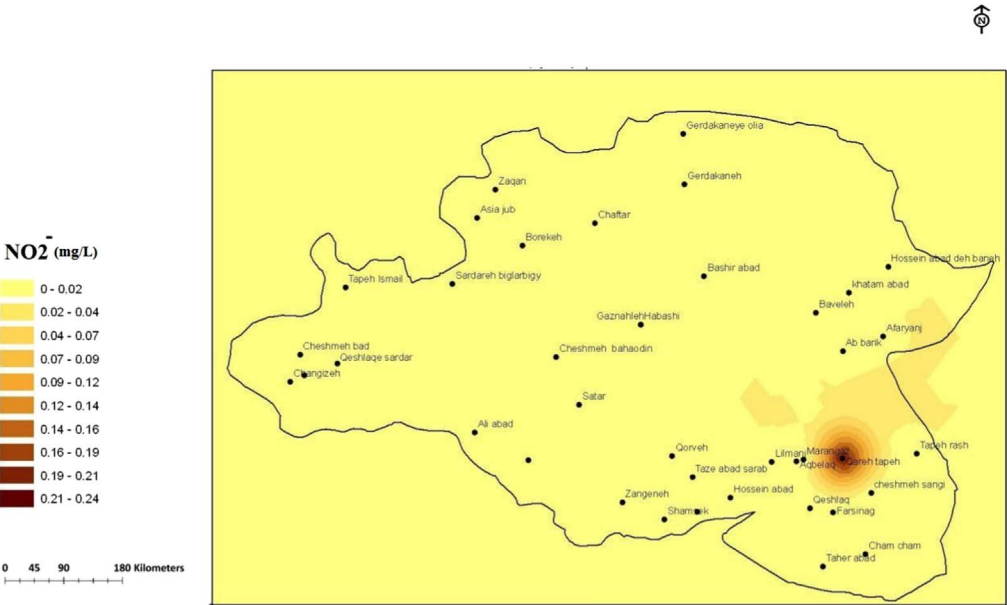 N
Gerdakaneye olia
Zaqan
Gerdakaneh
Asia jub
Chaftar
Borekeh
NO2⁻ (mg/L)
Hossein abad deh baneh
Bashir abad
Tapeh Ismail
Sardareh biglarbigy
khatam abad
0 - 0.02
Baveleh
0.02 - 0.04
GaznahlehHabashi
0.04 - 0.07
Afaryanj
Ab barik
Cheshmeh bad
Cheshmeh bahaodin
0.07 - 0.09
Qeshlaqe sardar
Changizeh
0.09 - 0.12
Satar
0.12 - 0.14
Ali abad
0.14 - 0.16
Qorveh
Lilmanj
Tapeh rash
0.16 - 0.19
Aqbelaq
Qareh tapeh
Taze abad sarab
0.19 - 0.21
cheshmeh sangi
Hossein abad
Zangeneh
0.21 - 0.24
Qeshlaq
Farsinag
Cham cham
Taher abad
0 45 90 180 Kilometers